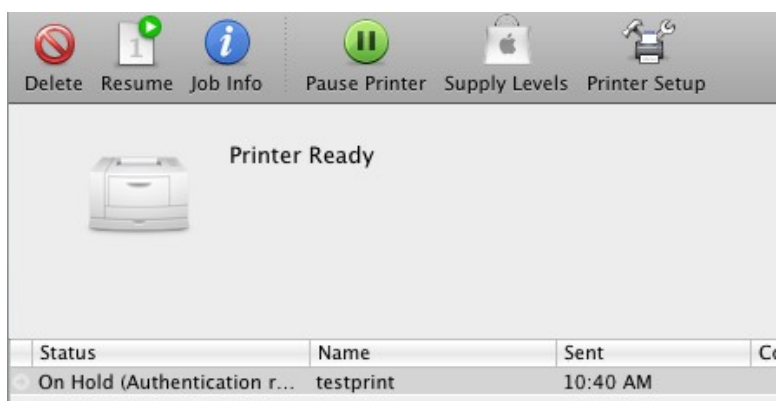 1
Delete Resume Job Info Pause Printer Supply Levels Printer Setup
Printer Ready
Status Name Sent
On Hold (Authentication r... testprint 10:40 AM